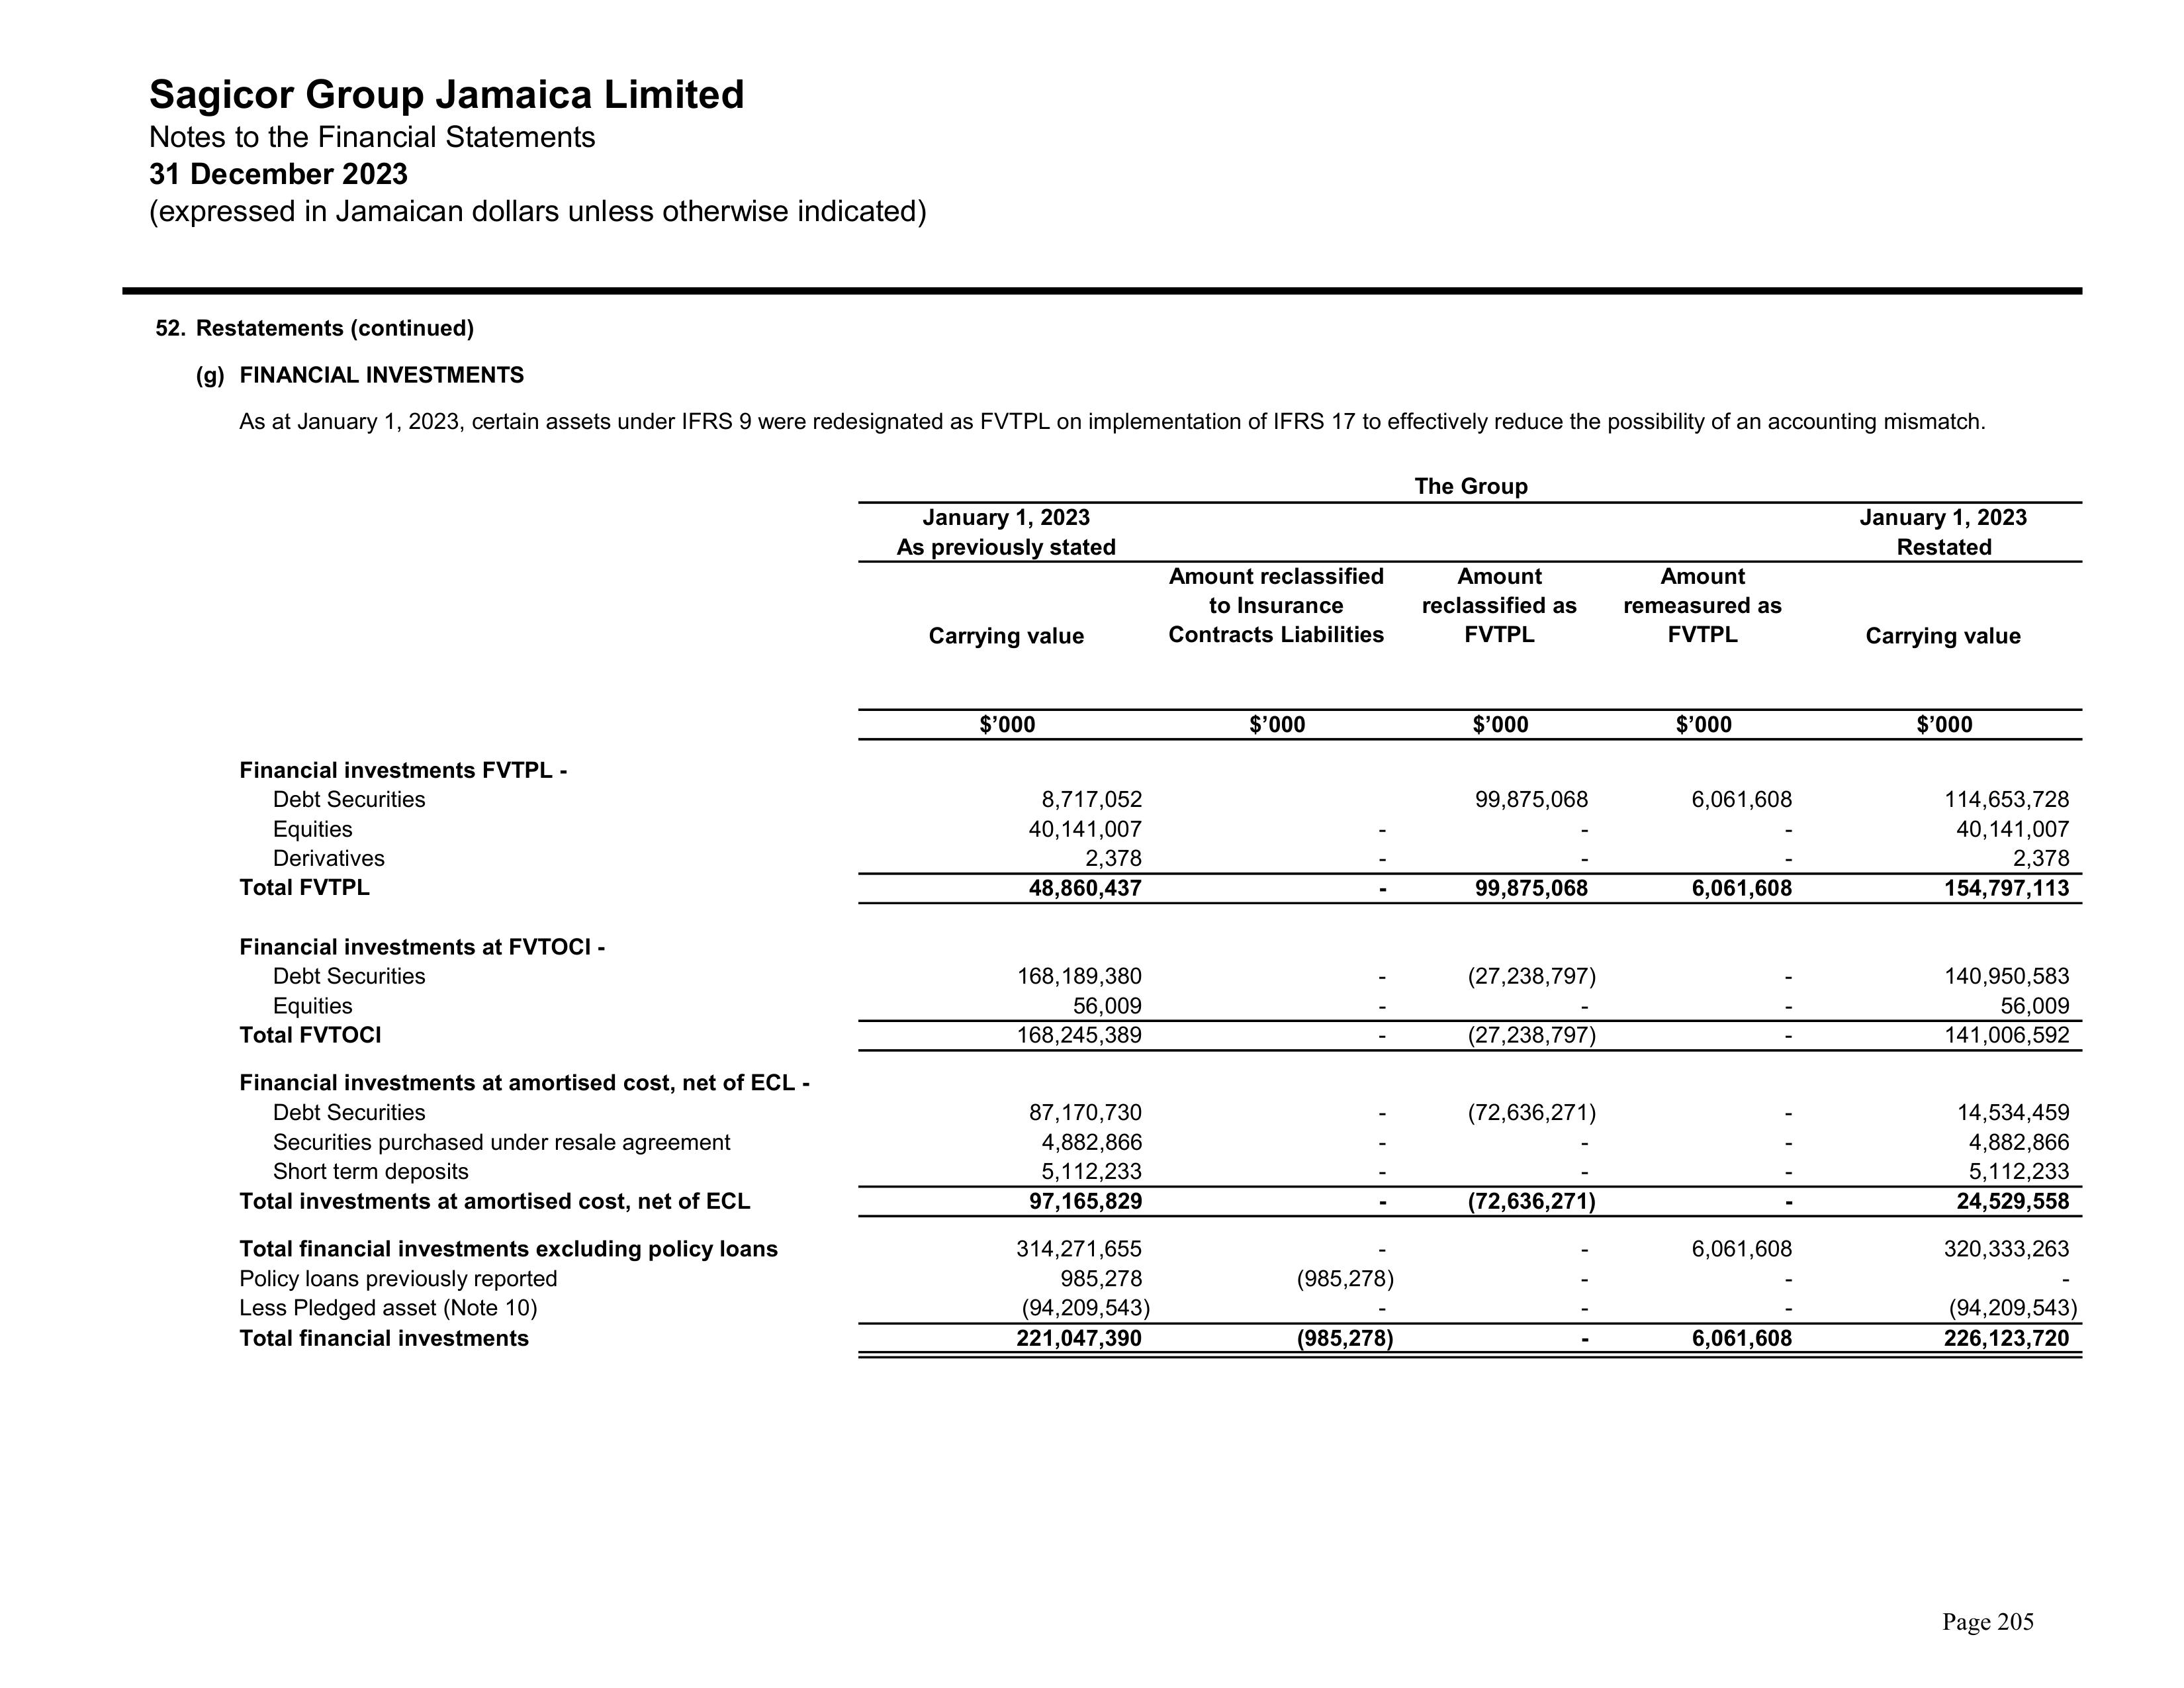 Sagicor Group Jamaica Limited
Notes to the Financial Statements
31 December 2023
(expressed in Jamaican dollars unless otherwise indicated)
52. Restatements (continued)
(g) FINANCIAL INVESTMENTS
As at January 1, 2023, certain assets under IFRS 9 were redesignated as FVTPL on implementation of IFRS 17 to effectively reduce the possibility of an accounting mismatch.
The Group
January 1, 2023 January 1, 2023
As previously stated Restated
Amount reclassified Amount Amount
to Insurance reclassified as remeasured as
Carrying value Contracts Liabilities FVTPL FVTPL Carrying value
$’000 $’000 $’000 $’000 $’000
Financial investments FVTPL -
Debt Securities 8,717,052 99,875,068 6,061,608 114,653,728
Equities 40,141,007 - - - 40,141,007
Derivatives 2,378 - - - 2,378
Total FVTPL 48,860,437 - 99,875,068 6,061,608 154,797,113
Financial investments at FVTOCI -
Debt Securities 168,189,380 - (27,238,797) - 140,950,583
Equities 56,009 - - - 56,009
Total FVTOCI 168,245,389 - (27,238,797) - 141,006,592
Financial investments at amortised cost, net of ECL -
Debt Securities 87,170,730 - (72,636,271) - 14,534,459
Securities purchased under resale agreement 4,882,866 - - - 4,882,866
Short term deposits 5,112,233 - - - 5,112,233
Total investments at amortised cost, net of ECL 97,165,829 - (72,636,271) - 24,529,558
Total financial investments excluding policy loans 314,271,655 - - 6,061,608 320,333,263
Policy loans previously reported 985,278 (985,278) - - -
Less Pledged asset (Note 10) (94,209,543) - - - (94,209,543)
Total financial investments 221,047,390 (985,278) - 6,061,608 226,123,720
Page 205